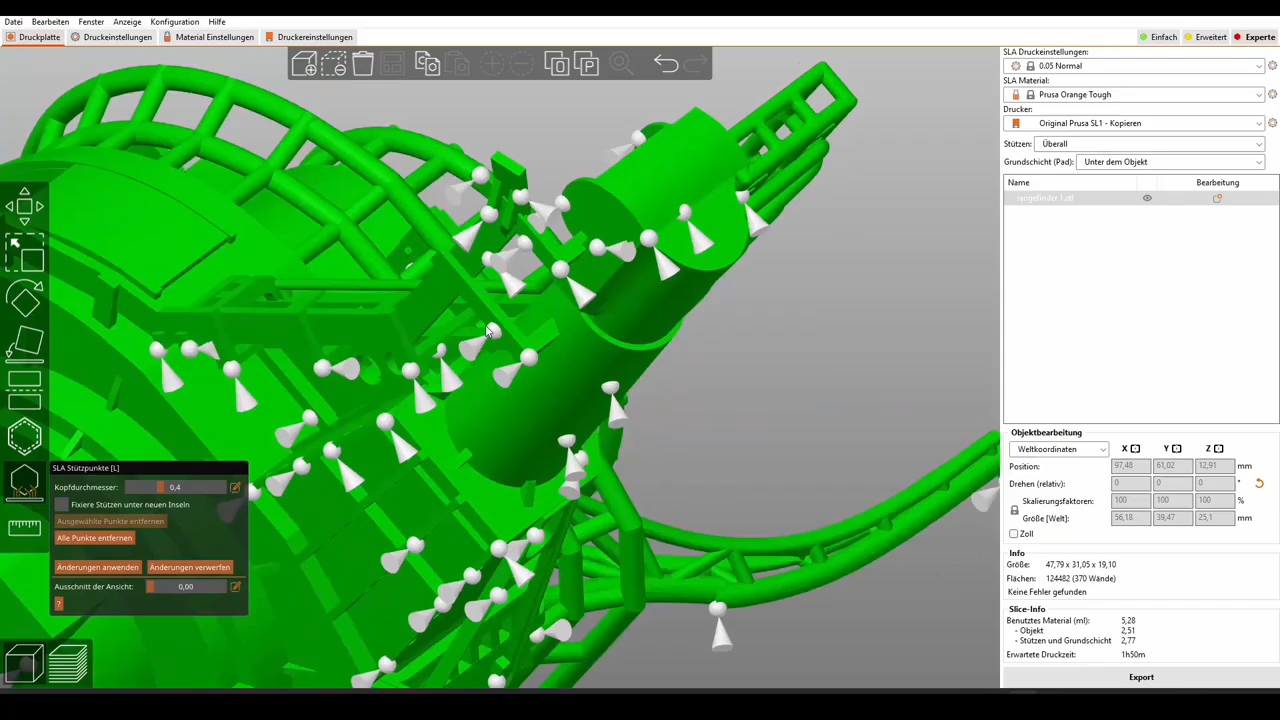 Datei Bearbeiten Fenster Anzeige Konfiguration Hilfe
Druckplatte Druckeinstellungen Material Einstellungen Druckereinstellungen Einfach Erweitert Experte
SLA Druckeinstellungen:
0.05 Normal
SLA Material:
Prusa Orange Tough
Drucker:
Original Prusa SL1 - Kopieren
Stützen: Überall
Grundschicht (Pad): Unter dem Objekt
Name Bearbeitung
rangefinder 1.stl
SLA Stützpunkte [L]
Kopfdurchmesser: 0,4
Fixiere Stützen unter neuen Inseln
Ausgewählte Punkte entfernen
Alle Punkte entfernen
Änderungen anwenden Änderungen verwerfen
Ausschnitt der Ansicht: 0,00
?
Objektbearbeitung
Weltkoordinaten X Y Z
Position: 97,48 61,02 12,91 mm
Drehen (relativ): 0 0 0 °
Skalierungsfaktoren: 100 100 100 %
Größe [Welt]: 56,18 39,47 25,1 mm
Zoll
Info
Größe: 47,79 x 31,05 x 19,10
Flächen: 124482 (370 Wände)
Keine Fehler gefunden
Slice-Info
Benutztes Material (ml): 5,28
- Objekt 2,51
- Stützen und Grundschicht 2,77
Erwartete Druckzeit: 1h50m
Export